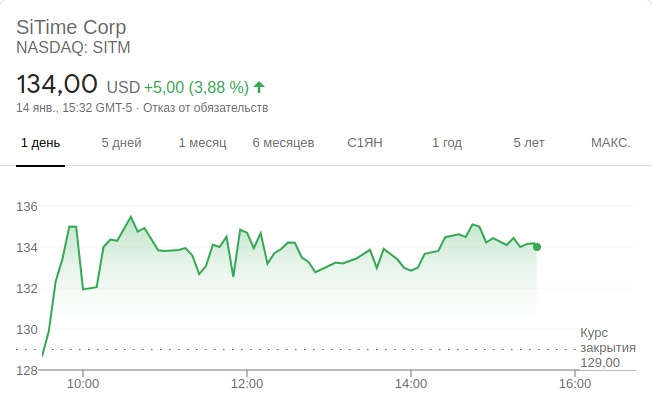 SiTime Corp
NASDAQ: SITM
134,00 USD +5,00 (3,88 %)
14 янв., 15:32 GMT-5 · Отказ от обязательств
1 день 5 дней 1 месяц 6 месяцев С1ЯН 1 год 5 лет МАКС.
136
134
132
130
128
Курс
закрытия
129,00
10:00 12:00 14:00 16:00